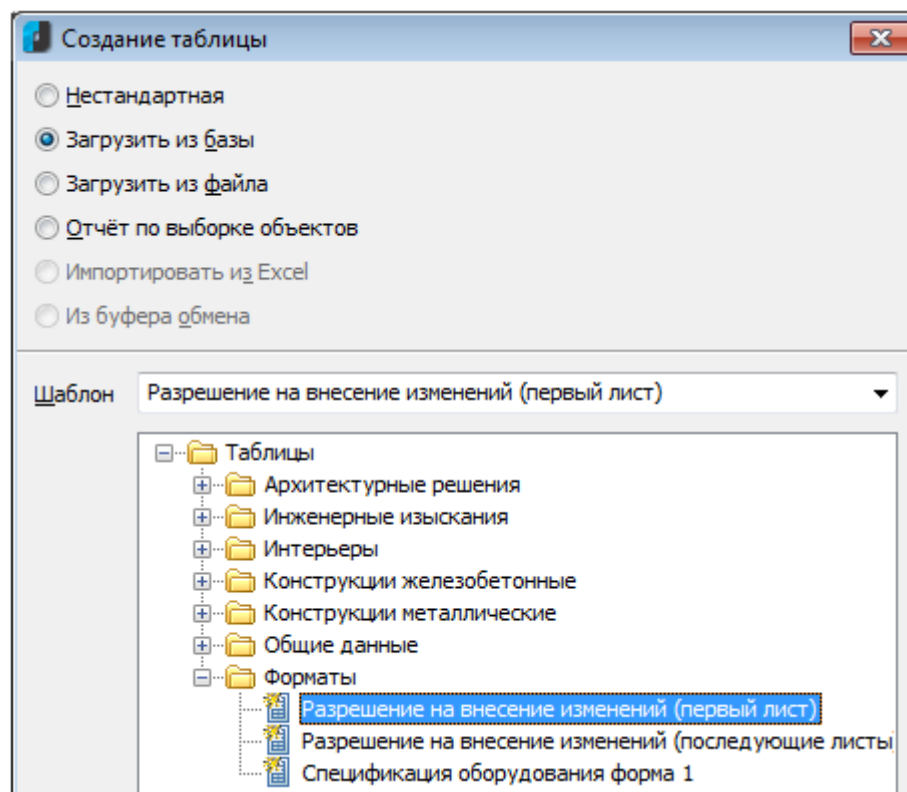 Создание таблицы
Нестандартная
Загрузить из базы
Загрузить из файла
Отчёт по выборке объектов
Импортировать из Excel
Из буфера обмена
Шаблон Разрешение на внесение изменений (первый лист)
Таблицы
Архитектурные решения
Инженерные изыскания
Интерьеры
Конструкции железобетонные
Конструкции металлические
Общие данные
Форматы
Разрешение на внесение изменений (первый лист)
Разрешение на внесение изменений (последующие листы)
Спецификация оборудования форма 1